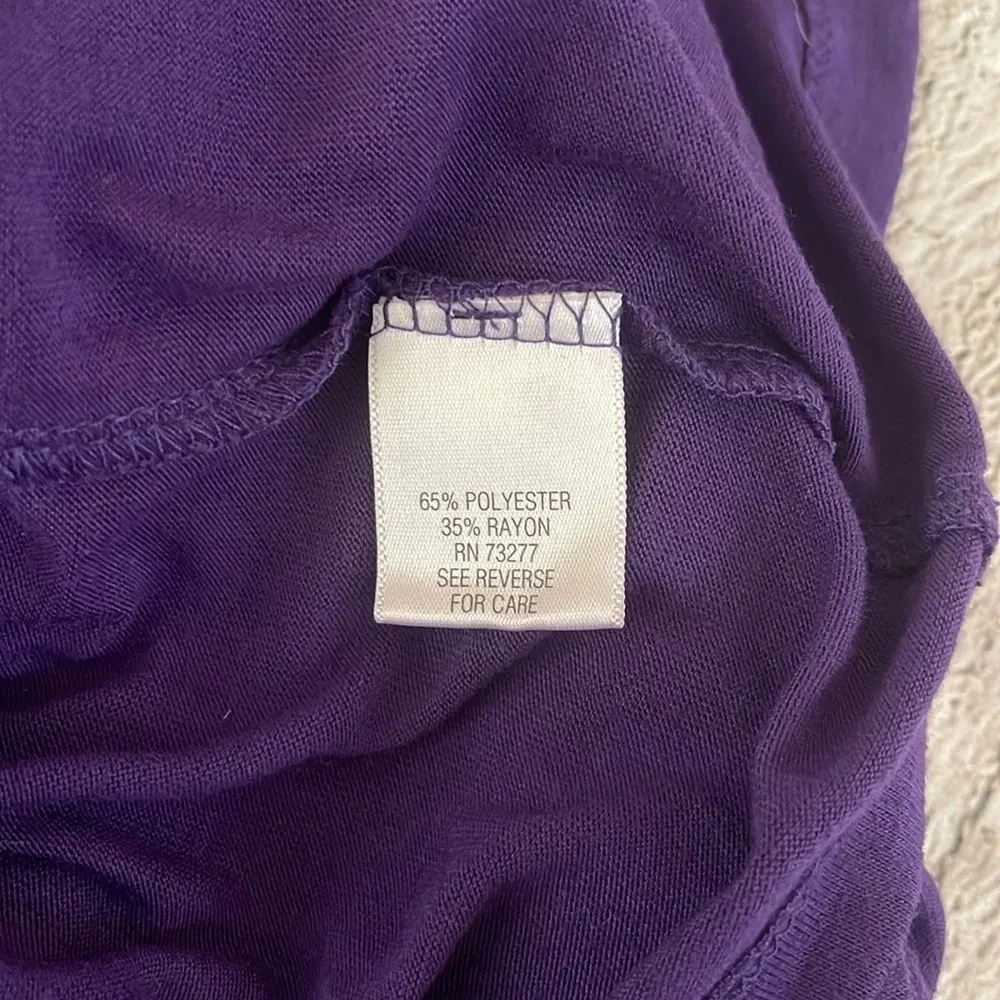 65% POLYESTER
35% RAYON
RN 73277
SEE REVERSE
FOR CARE